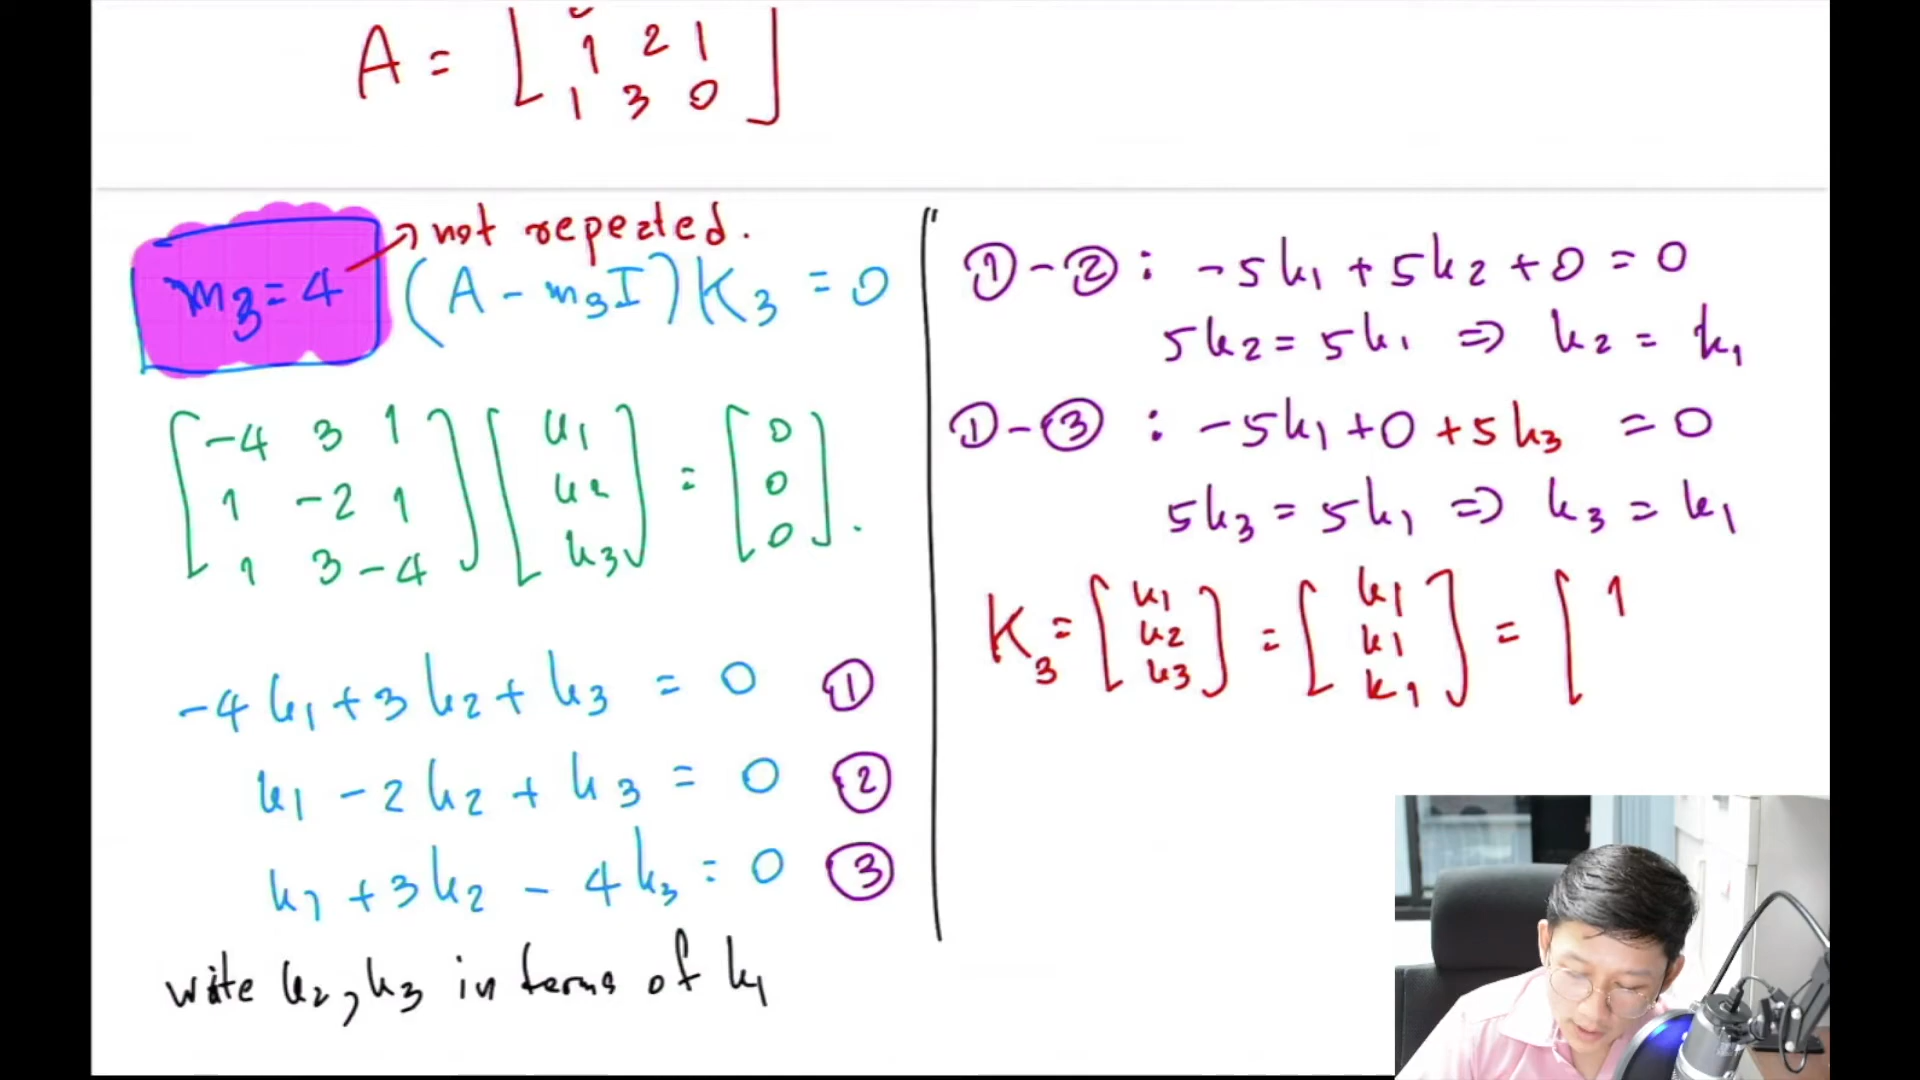 A = [ 1 2 1
1 3 0 ]
m3 = 4 → not repeated.
(A - m3I)K3 = 0
[ -4 3 1 [ k1 [ 0
1 -2 1 k2 = 0
1 3 -4 ] k3 ] 0 ].
-4k1 + 3k2 + k3 = 0 ①
k1 - 2k2 + k3 = 0 ②
k1 + 3k2 - 4k3 = 0 ③
write k2, k3 in terms of k1
① - ② : -5k1 + 5k2 + 0 = 0
5k2 = 5k1 ⇒ k2 = k1
① - ③ : -5k1 + 0 + 5k3 = 0
5k3 = 5k1 ⇒ k3 = k1
K3 = [ k1 k2 k3 ] = [ k1 k1 k1 ] = [ 1